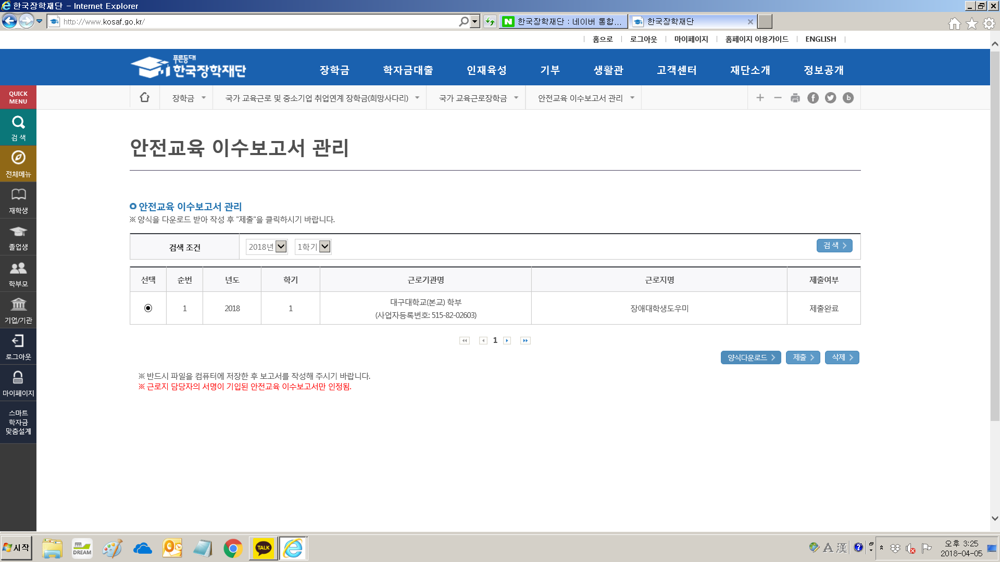 한국장학재단 - Internet Explorer
http://www.kosaf.go.kr/
한국장학재단 : 네이버 통합...
한국장학재단
홈으로
로그아웃
마이페이지
홈페이지 이용가이드
ENGLISH
푸른등대
한국장학재단
장학금
학자금대출
인재육성
기부
생활관
고객센터
재단소개
정보공개
QUICK
MENU
장학금
국가 교육근로 및 중소기업 취업연계 장학금(희망사다리)
국가 교육근로장학금
안전교육 이수보고서 관리
검 색
전체메뉴
재학생
졸업생
학부모
기업/기관
로그아웃
마이페이지
스마트
학자금
맞춤설계
안전교육 이수보고서 관리
안전교육 이수보고서 관리
※ 양식을 다운로드 받아 작성 후 "제출"을 클릭하시기 바랍니다.
검색 조건
2018년
1학기
검 색
선택 순번 년도 학기 근로기관명 근로지명 제출여부
1 2018 1 대구대학교(본교) 학부 장애대학생도우미 제출완료
(사업자등록번호: 515-82-02603)
1
양식다운로드
제출
삭제
※ 반드시 파일을 컴퓨터에 저장한 후 보고서를 작성해 주시기 바랍니다.
※ 근로지 담당자의 서명이 기입된 안전교육 이수보고서만 인정됨.
시작
DREAM
TALK
A 漢
오후 3:25
2018-04-05